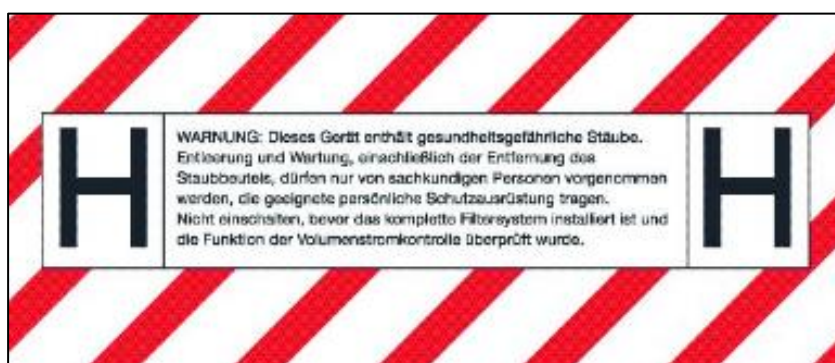 H
WARNUNG: Dieses Gerät enthält gesundheitsgefährliche Stäube.
Entleerung und Wartung, einschließlich der Entfernung des
Staubbeutels, dürfen nur von sachkundigen Personen vorgenommen
werden, die geeignete persönliche Schutzausrüstung tragen.
Nicht einschalten, bevor das komplette Filtersystem installiert ist und
die Funktion der Volumenstromkontrolle überprüft wurde.
H